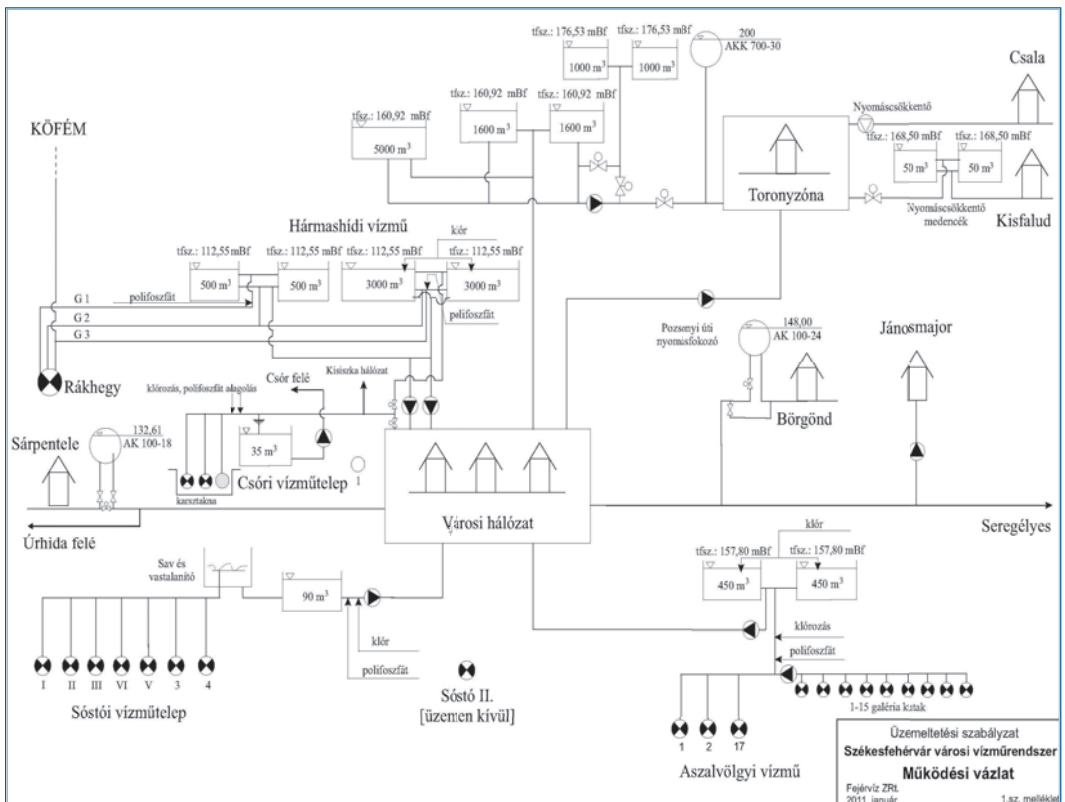 tfsz.: 176,53 mBf
tfsz.: 176,53 mBf
1000 m³
1000 m³
200
AKK 700-30
Csala
tfsz.: 160,92 mBf
tfsz.: 160,92 mBf
tfsz.: 160,92 mBf
5000 m³
1600 m³
1600 m³
Nyomáscsökkentő
tfsz.: 168,50 mBf
tfsz.: 168,50 mBf
50 m³
50 m³
Toronyzóna
Nyomáscsökkentő
medencék
Kisfalud
KÖFÉM
Hármashídi vízmű
klór
tfsz.: 112,55 mBf
tfsz.: 112,55 mBf
tfsz.: 112,55 mBf
tfsz.: 112,55 mBf
500 m³
500 m³
3000 m³
3000 m³
G 1
polifoszfát
polifoszfát
G 2
G 3
Rákhegy
Pozsonyi úti
nyomásfokozó
148,00
AK 100-24
Jánosmajor
Börgönd
klórozás, polifoszfát adagolás
Csór felé
Kisiszka hálózat
Sárpentele
132,61
AK 100-18
35 m³
Csóri vízműtelep
1
karsztakna
Városi hálózat
Úrhida felé
Seregélyes
klór
Sav és
vastalanító
90 m³
klór
polifoszfát
tfsz.: 157,80 mBf
tfsz.: 157,80 mBf
450 m³
450 m³
klórozás
polifoszfát
I
II
III
VI
V
3
4
Sóstói vízműtelep
Sóstó II.
[üzemen kívül]
1-15 galéria kutak
1
2
17
Aszalvölgyi vízmű
Üzemeltetési szabályzat
Székesfehérvár városi vízműrendszer
Működési vázlat
Fejérvíz ZRt.
2011. január
1.sz. melléklet